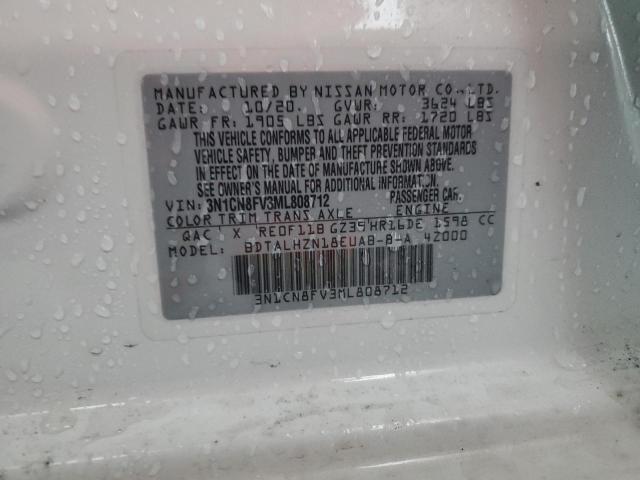 MANUFACTURED BY NISSAN MOTOR CO.,LTD.
DATE: 10/20. GVWR: 3624 LBS
GAWR FR: 1905 LBS GAWR RR: 1720 LBS
THIS VEHICLE CONFORMS TO ALL APPLICABLE FEDERAL MOTOR
VEHICLE SAFETY, BUMPER AND THEFT PREVENTION STANDARDS
IN EFFECT ON THE DATE OF MANUFACTURE SHOWN ABOVE.
SEE OWNER'S MANUAL FOR ADDITIONAL INFORMATION
VIN: 3N1CN8FV3ML808712 PASSENGER CAR.
COLOR TRIM TRANS AXLE ENGINE
QAC X RE0F11B GZ39 HR16DE 1598 CC
MODEL: BDTALHZN18EUAB-B4A 42000
3N1CN8FV3ML808712